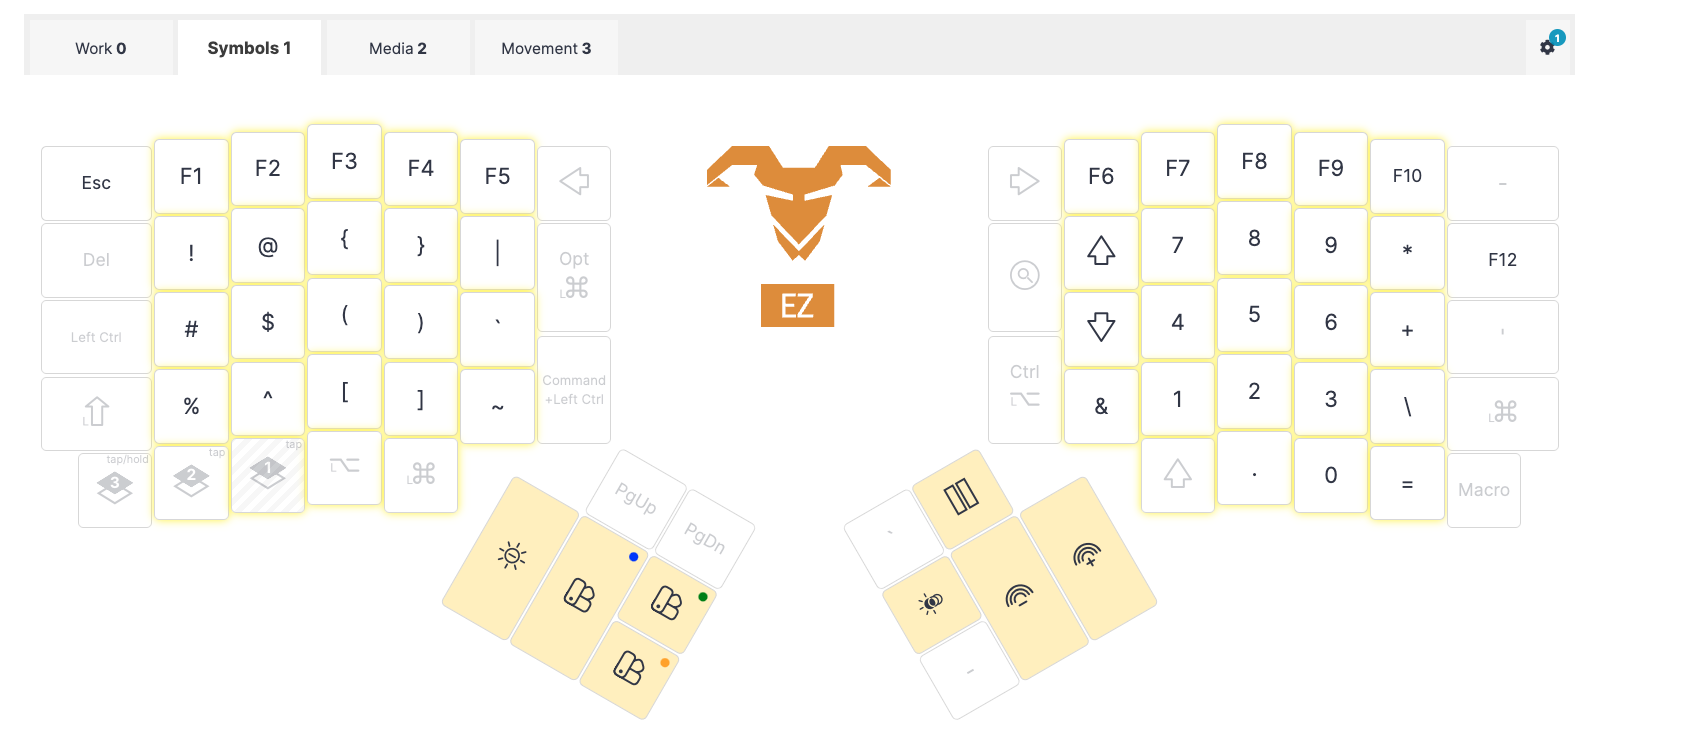 Work 0
Symbols 1
Media 2
Movement 3
1
Esc
F1
F2
F3
F4
F5
F6
F7
F8
F9
F10
-
Del
!
@
{
}
|
Opt
L⌘
7
8
9
*
F12
EZ
Left Ctrl
#
$
(
)
`
4
5
6
+
'
L
%
^
[
]
~
Command
+Left Ctrl
Ctrl
L⌥
&
1
2
3
\
L⌘
tap/hold
3
tap
2
tap
1
L⌥
L⌘
.
0
=
Macro
PgUp
PgDn
`
-